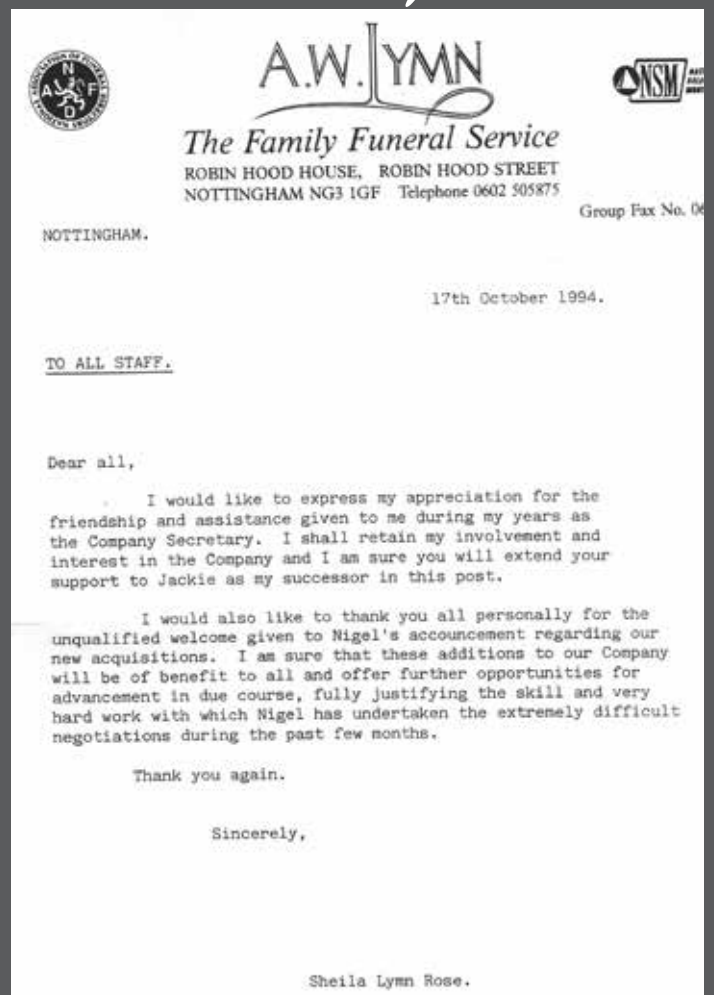 A.W. LYMN
The Family Funeral Service
ROBIN HOOD HOUSE, ROBIN HOOD STREET
NOTTINGHAM NG3 1GF Telephone 0602 505875
Group Fax No. 06
ASSOCIATION OF FUNERAL
N
A F
D
NSM
NOTTINGHAM.
17th October 1994.
TO ALL STAFF.
Dear all,
I would like to express my appreciation for the
friendship and assistance given to me during my years as
the Company Secretary. I shall retain my involvement and
interest in the Company and I am sure you will extend your
support to Jackie as my successor in this post.
I would also like to thank you all personally for the
unqualified welcome given to Nigel's accouncement regarding our
new acquisitions. I am sure that these additions to our Company
will be of benefit to all and offer further opportunities for
advancement in due course, fully justifying the skill and very
hard work with which Nigel has undertaken the extremely difficult
negotiations during the past few months.
Thank you again.
Sincerely,
Sheila Lymn Rose.